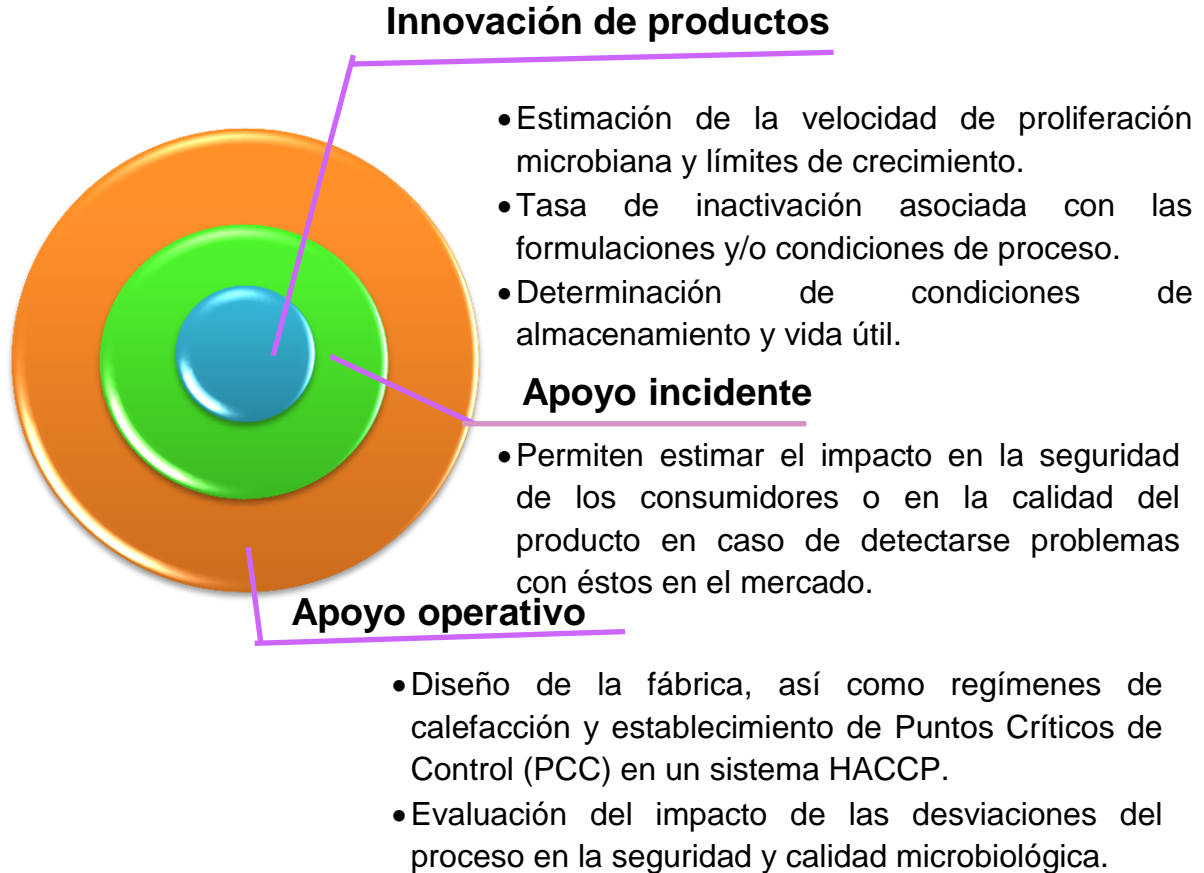 Innovación de productos
•Estimación de la velocidad de proliferación
microbiana y límites de crecimiento.
•Tasa de inactivación asociada con las
formulaciones y/o condiciones de proceso.
•Determinación de condiciones de
almacenamiento y vida útil.
Apoyo incidente
•Permiten estimar el impacto en la seguridad
de los consumidores o en la calidad del
producto en caso de detectarse problemas
con éstos en el mercado.
Apoyo operativo
•Diseño de la fábrica, así como regímenes de
calefacción y establecimiento de Puntos Críticos de
Control (PCC) en un sistema HACCP.
•Evaluación del impacto de las desviaciones del
proceso en la seguridad y calidad microbiológica.